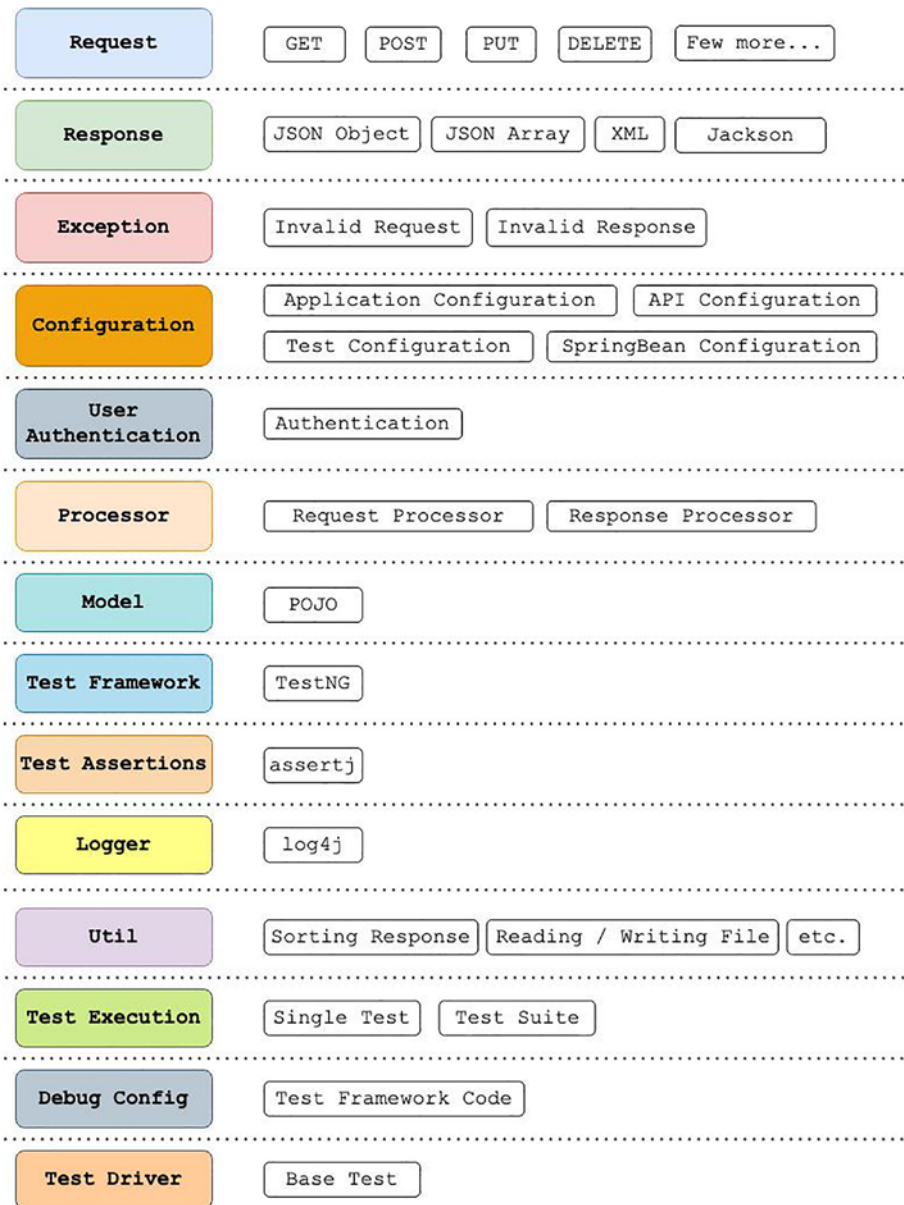 Request GET POST PUT DELETE Few more...
Response JSON Object JSON Array XML Jackson
Exception Invalid Request Invalid Response
Configuration
Application Configuration API Configuration
Test Configuration SpringBean Configuration
User
Authentication
Authentication
Processor Request Processor Response Processor
Model POJO
Test Framework TestNG
Test Assertions assertj
Logger log4j
Util Sorting Response Reading / Writing File etc.
Test Execution Single Test Test Suite
Debug Config Test Framework Code
Test Driver Base Test